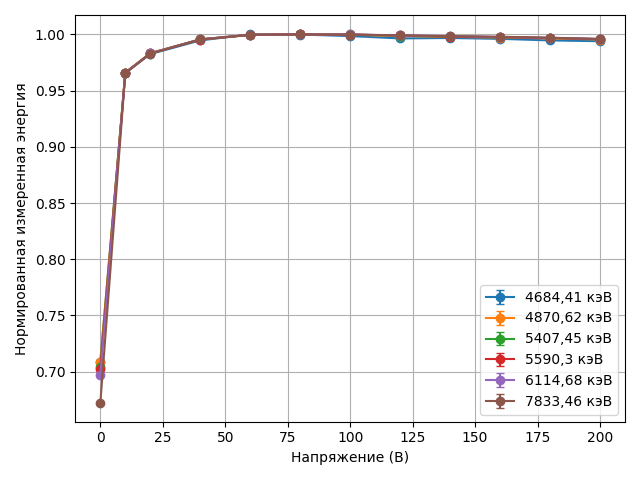 1.00
0.95
0.90
0.85
0.80
0.75
0.70
Нормированная измеренная энергия
4684,41 кэВ
4870,62 кэВ
5407,45 кэВ
5590,3 кэВ
6114,68 кэВ
7833,46 кэВ
0 25 50 75 100 125 150 175 200
Напряжение (В)